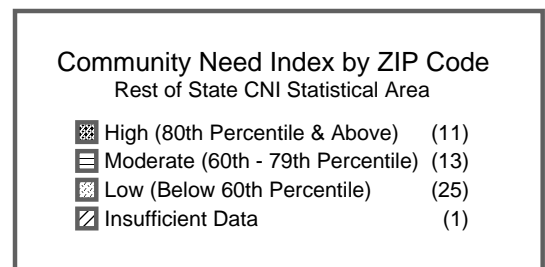 Community Need Index by ZIP Code
Rest of State CNI Statistical Area
High (80th Percentile & Above) (11)
Moderate (60th - 79th Percentile) (13)
Low (Below 60th Percentile) (25)
Insufficient Data (1)